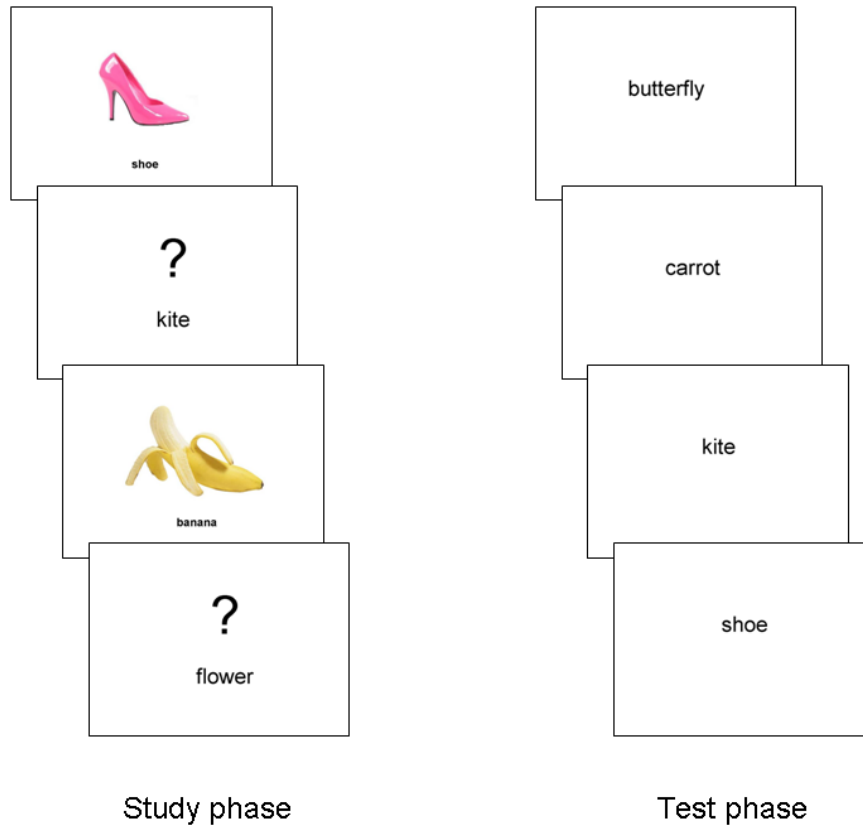 shoe
?
kite
banana
?
flower
Study phase
butterfly
carrot
kite
shoe
Test phase